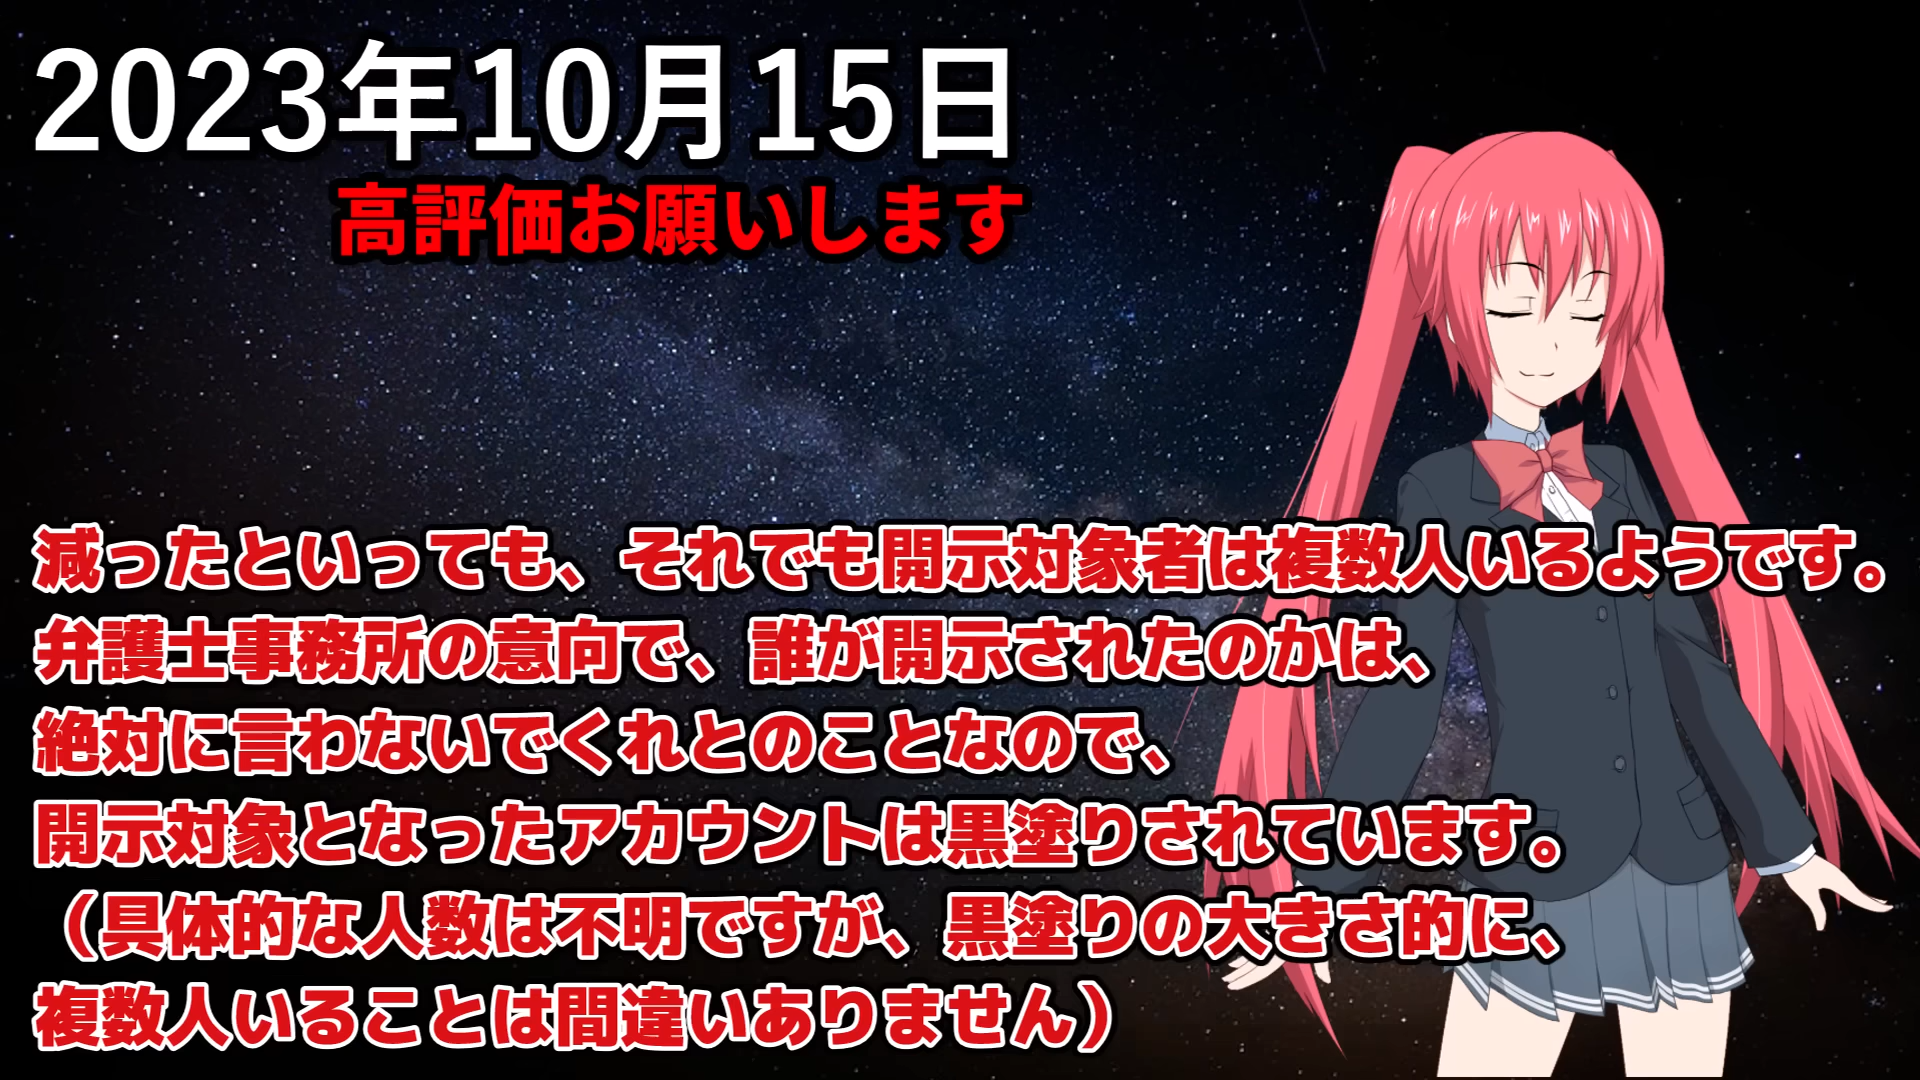 2023年10月15日
高評価お願いします
減ったといっても、それでも開示対象者は複数人いるようです。
弁護士事務所の意向で、誰が開示されたのかは、
絶対に言わないでくれとのことなので、
開示対象となったアカウントは黒塗りされています。
（具体的な人数は不明ですが、黒塗りの大きさ的に、
複数人いることは間違いありません）